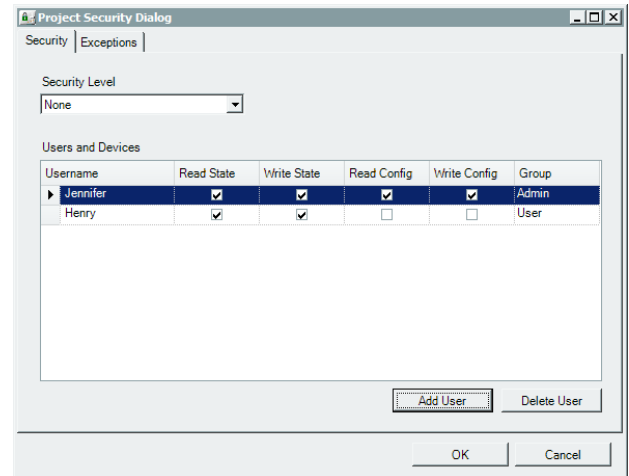 Project Security Dialog
Security Exceptions
Security Level
None
Users and Devices
Username Read State Write State Read Config Write Config Group
Jennifer Admin
Henry User
Add User Delete User
OK Cancel